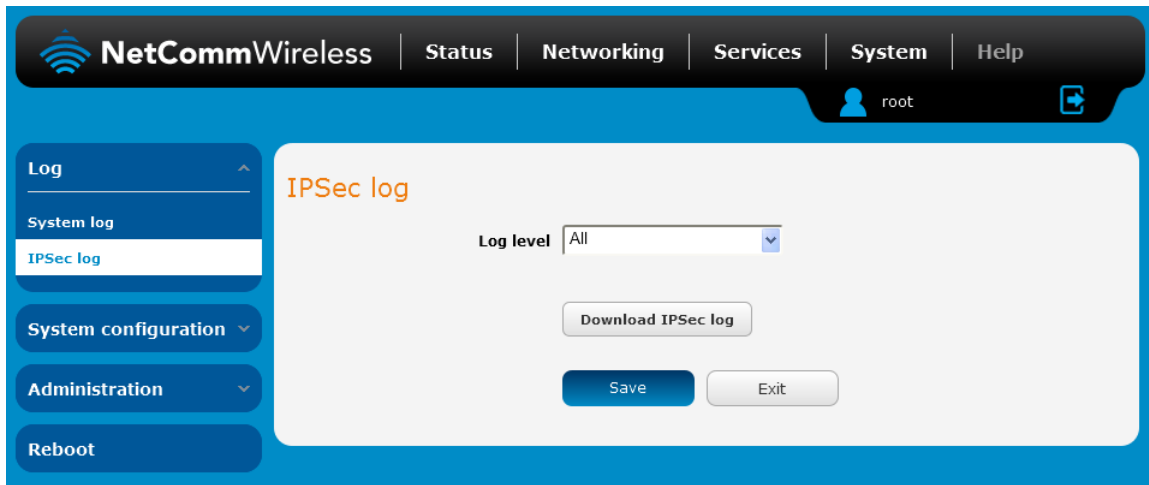 NetCommWireless Status Networking Services System Help
root
Log
System log
IPSec log
System configuration
Administration
Reboot
IPSec log
Log level All
Download IPSec log
Save Exit